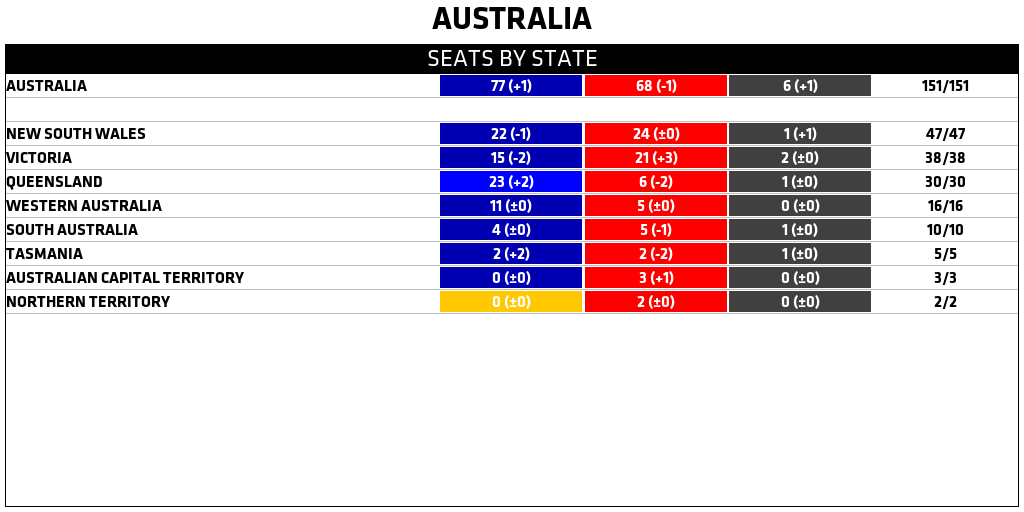 AUSTRALIA
SEATS BY STATE
AUSTRALIA 77 (+1) 68 (-1) 6 (+1) 151/151
NEW SOUTH WALES 22 (-1) 24 (±0) 1 (+1) 47/47
VICTORIA 15 (-2) 21 (+3) 2 (±0) 38/38
QUEENSLAND 23 (+2) 6 (-2) 1 (±0) 30/30
WESTERN AUSTRALIA 11 (±0) 5 (±0) 0 (±0) 16/16
SOUTH AUSTRALIA 4 (±0) 5 (-1) 1 (±0) 10/10
TASMANIA 2 (+2) 2 (-2) 1 (±0) 5/5
AUSTRALIAN CAPITAL TERRITORY 0 (±0) 3 (+1) 0 (±0) 3/3
NORTHERN TERRITORY 0 (±0) 2 (±0) 0 (±0) 2/2